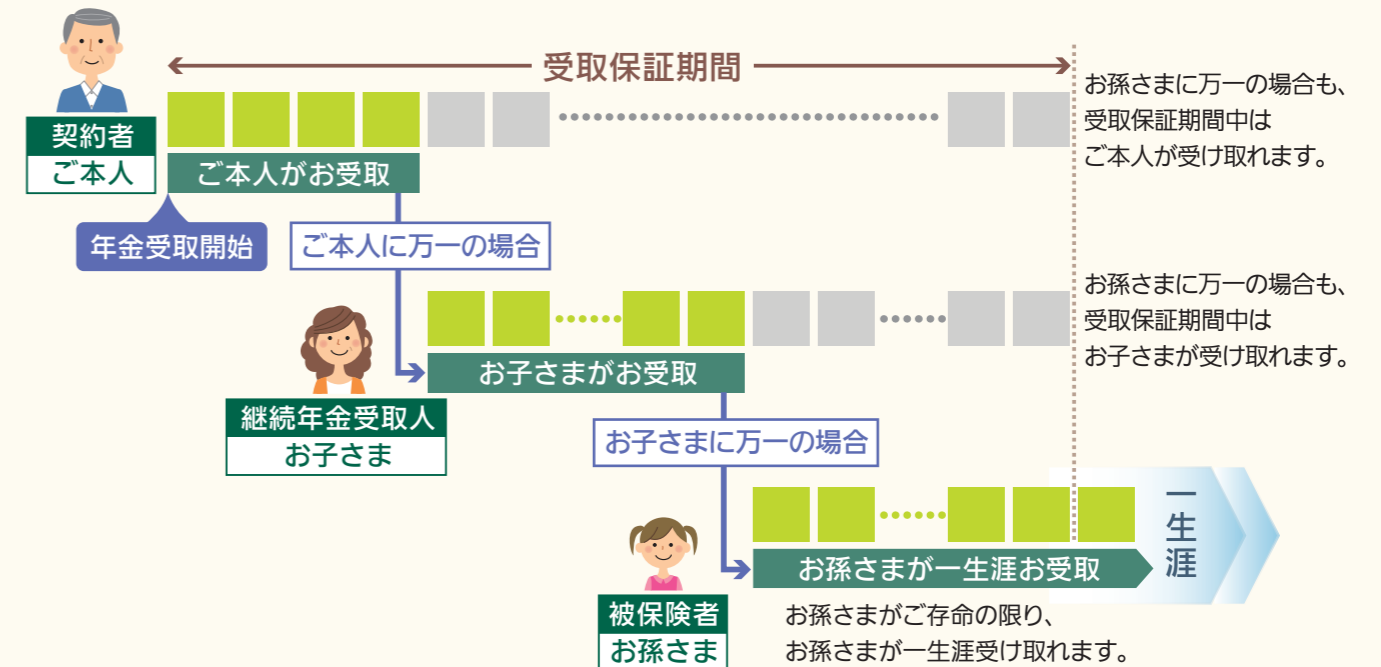 受取保証期間
契約者
ご本人
ご本人がお受取
お孫さまに万一の場合も、
受取保証期間中は
ご本人が受け取れます。
年金受取開始
ご本人に万一の場合
お孫さまに万一の場合も、
受取保証期間中は
お子さまが受け取れます。
お子さまがお受取
継続年金受取人
お子さま
お子さまに万一の場合
一生涯
お孫さまが一生涯お受取
被保険者
お孫さま
お孫さまがご存命の限り、
お孫さまが一生涯受け取れます。